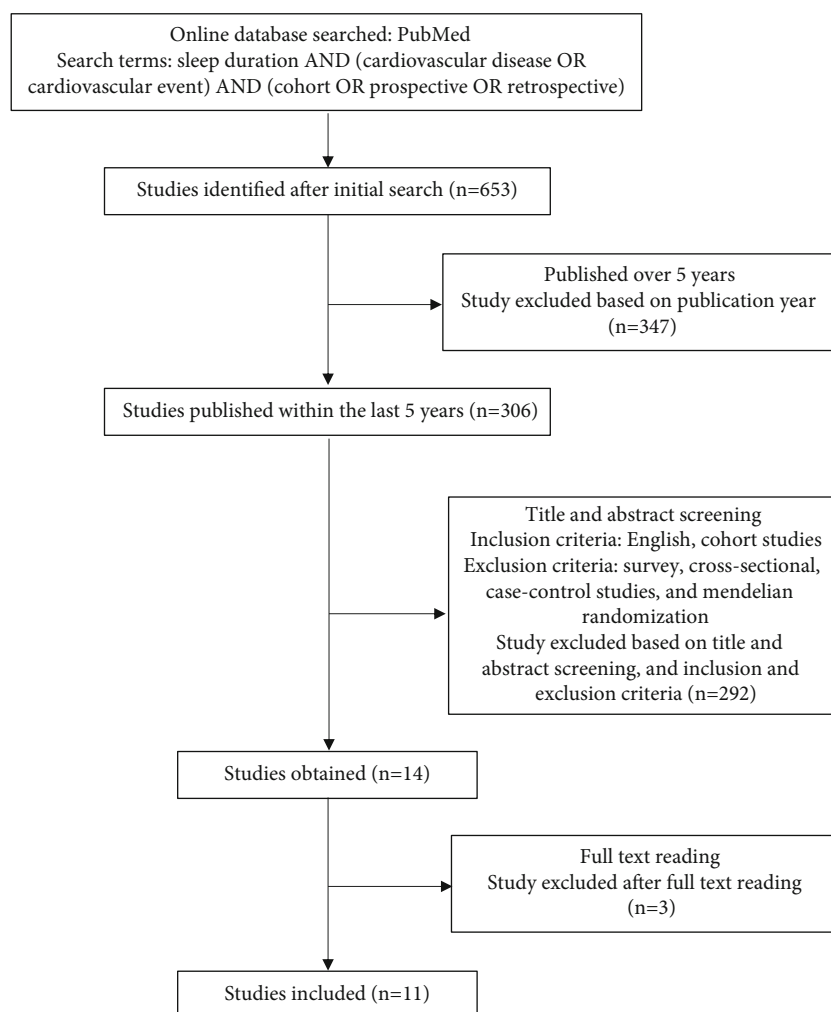 Online database searched: PubMed
Search terms: sleep duration AND (cardiovascular disease OR
cardiovascular event) AND (cohort OR prospective OR retrospective)
Studies identified after initial search (n=653)
Published over 5 years
Study excluded based on publication year
(n=347)
Studies published within the last 5 years (n=306)
Title and abstract screening
Inclusion criteria: English, cohort studies
Exclusion criteria: survey, cross-sectional,
case-control studies, and mendelian
randomization
Study excluded based on title and
abstract screening, and inclusion and
exclusion criteria (n=292)
Studies obtained (n=14)
Full text reading
Study excluded after full text reading
(n=3)
Studies included (n=11)